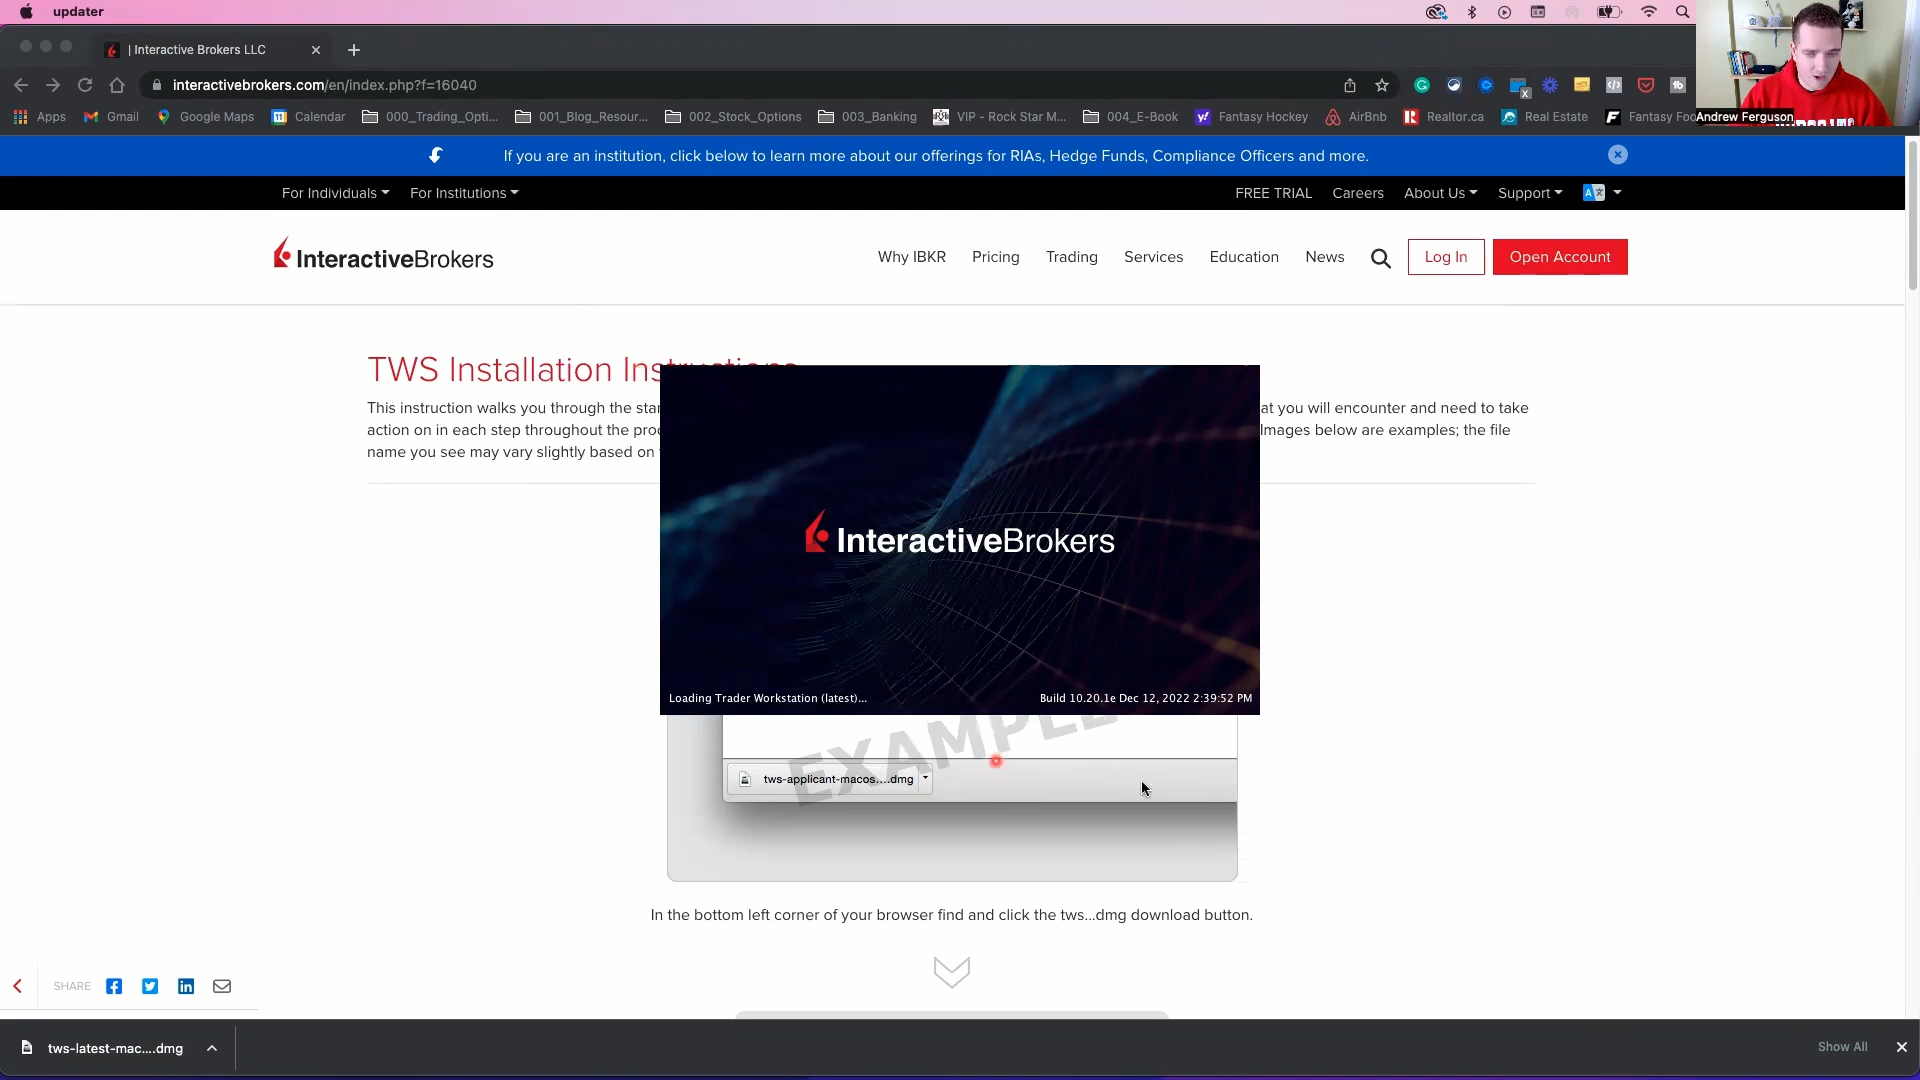 updater
| Interactive Brokers LLC
interactivebrokers.com/en/index.php?f=16040
Apps
Gmail
Google Maps
Calendar
000_Trading_Opti...
001_Blog_Resour...
002_Stock_Options
003_Banking
VIP - Rock Star M...
004_E-Book
Fantasy Hockey
AirBnb
Realtor.ca
Real Estate
Fantasy Foo
Andrew Ferguson
If you are an institution, click below to learn more about our offerings for RIAs, Hedge Funds, Compliance Officers and more.
For Individuals
For Institutions
FREE TRIAL
Careers
About Us
Support
InteractiveBrokers
Why IBKR
Pricing
Trading
Services
Education
News
Log In
Open Account
TWS Installation Instructions
This instruction walks you through the star
at you will encounter and need to take
action on in each step throughout the proc
Images below are examples; the file
name you see may vary slightly based on
InteractiveBrokers
Loading Trader Workstation (latest)...
Build 10.20.1e Dec 12, 2022 2:39:52 PM
EXAMPLE
tws-applicant-macos....dmg
In the bottom left corner of your browser find and click the tws...dmg download button.
SHARE
tws-latest-mac....dmg
Show All